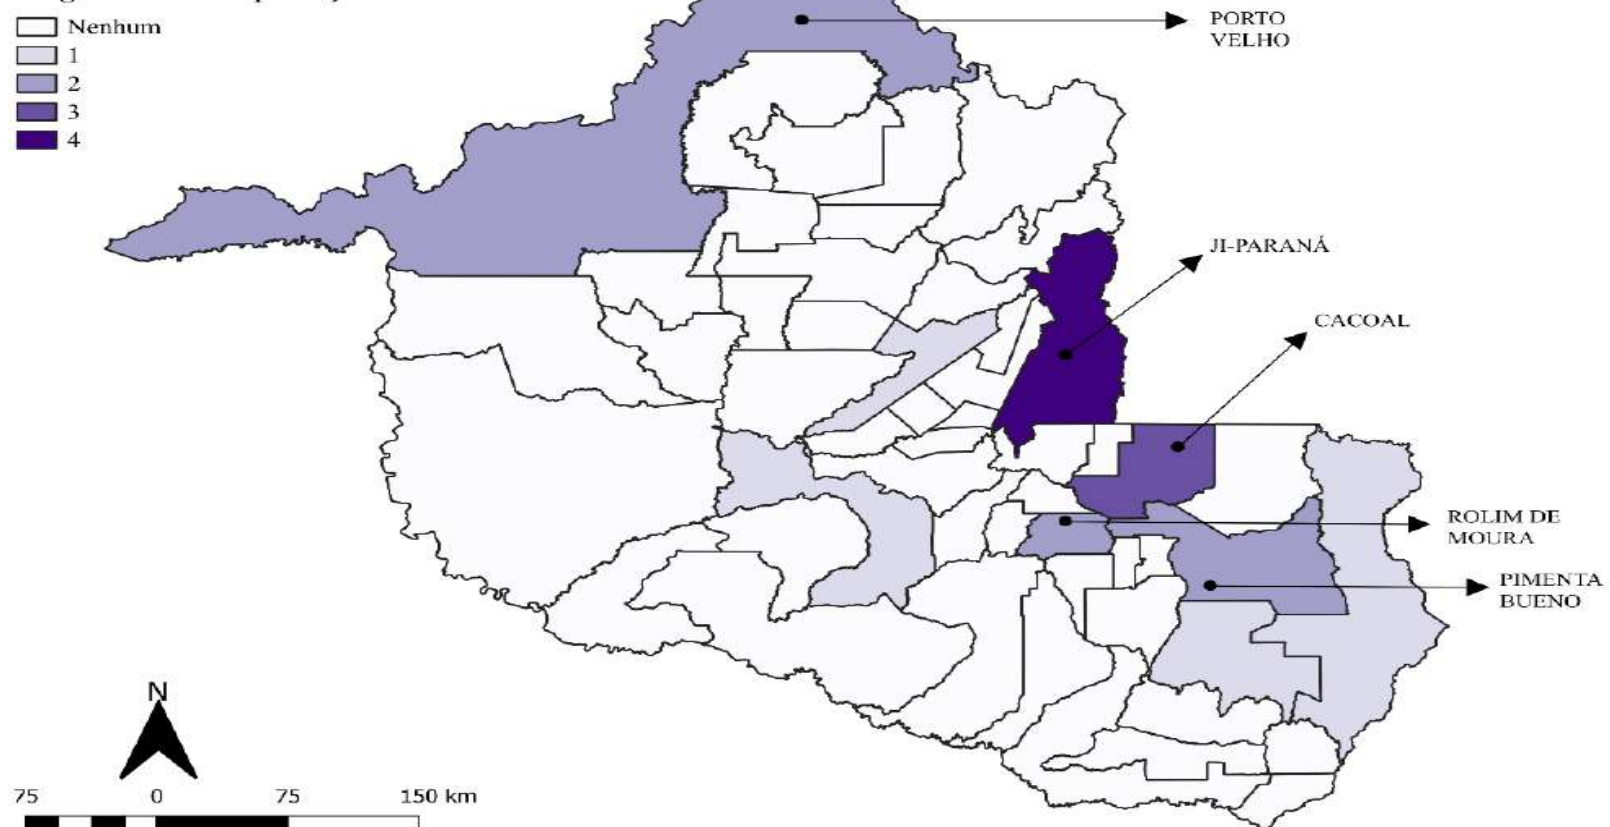 Nenhum
1
2
3
4
PORTO
VELHO
JI-PARANÁ
CACOAL
ROLIM DE
MOURA
PIMENTA
BUENO
N
75 0 75 150 km